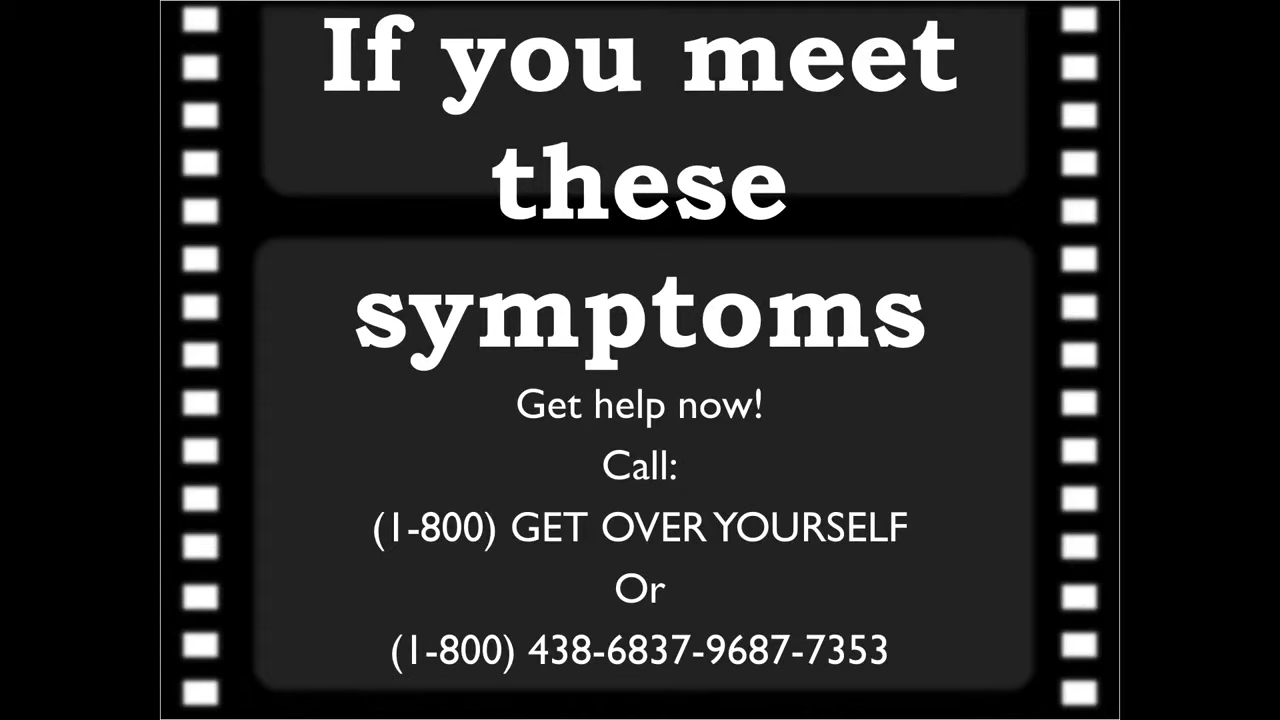 If you meet
these
symptoms
Get help now!
Call:
(1-800) GET OVER YOURSELF
Or
(1-800) 438-6837-9687-7353